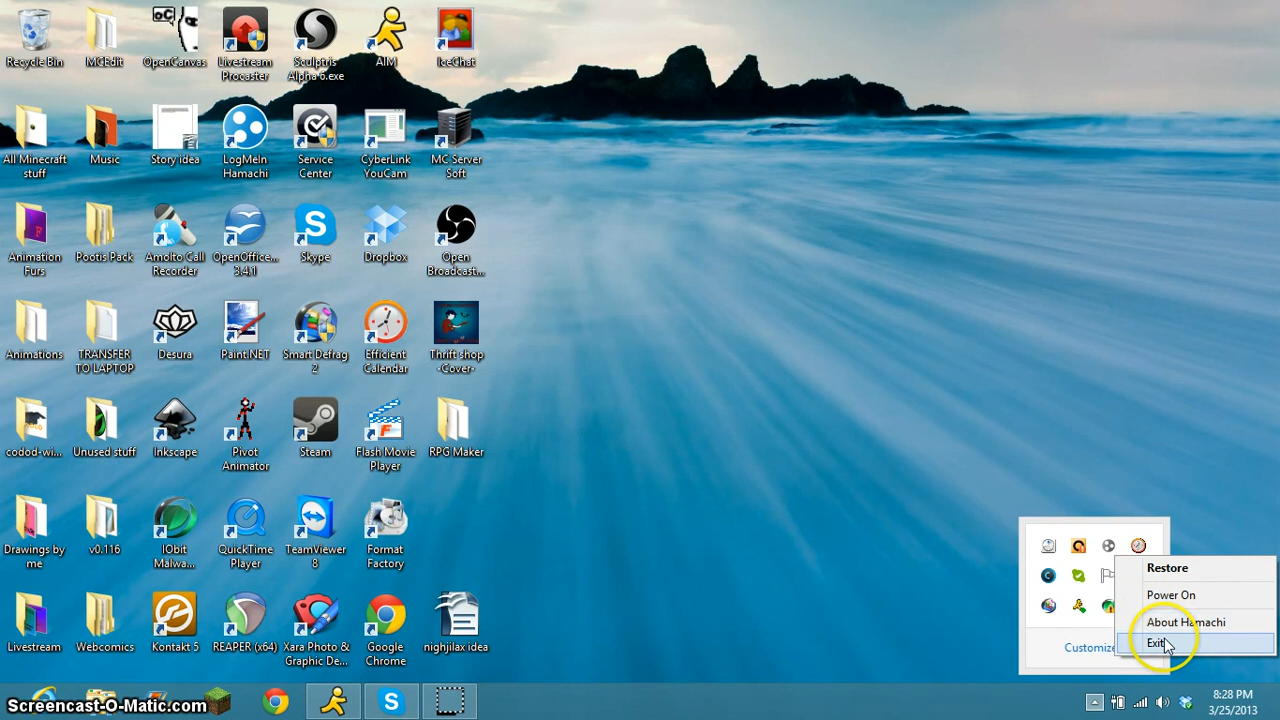 Recycle Bin
MCEdit
OpenCanvas
Livestream
Procaster
Sculptris
Alpha 6.exe
AIM
IceChat
All Minecraft
stuff
Music
Story idea
LogMeIn
Hamachi
Service
Center
CyberLink
YouCam
MC Server
Soft
Animation
Furs
Pootis Pack
Amolto Call
Recorder
OpenOffice...
3.4.1
Skype
Dropbox
Open
Broadcast...
Animations
TRANSFER
TO LAPTOP
Desura
Paint.NET
Smart Defrag
2
Efficient
Calendar
Thrift shop
-Cover-
codod-wi...
Unused stuff
Inkscape
Pivot
Animator
Steam
Flash Movie
Player
RPG Maker
Drawings by
me
v0.116
IObit
Malwa...
QuickTime
Player
TeamViewer
8
Format
Factory
Livestream
Webcomics
Kontakt 5
REAPER (x64)
Xara Photo &
Graphic De...
Google
Chrome
nighjilax idea
Restore
Power On
About Hamachi
Exit
Customize
Screencast-O-Matic.com
8:28 PM
3/25/2013